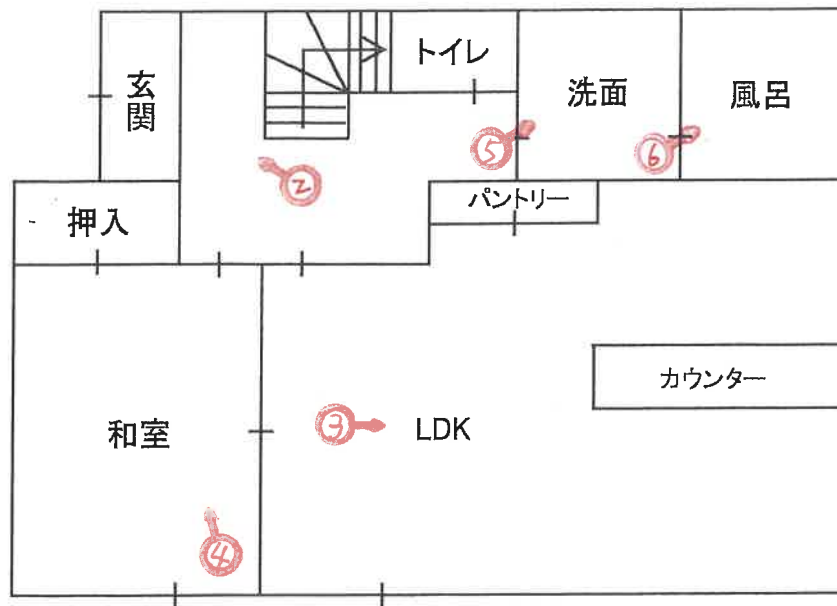 玄関
トイレ
洗面
風呂
⑤
⑥
②
押入
パントリー
カウンター
和室
③
LDK
④